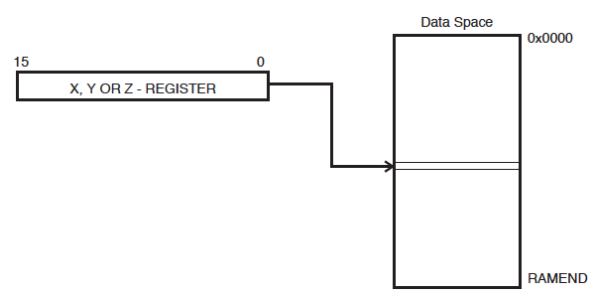 Data Space
0x0000
15 0
X, Y OR Z - REGISTER
RAMEND